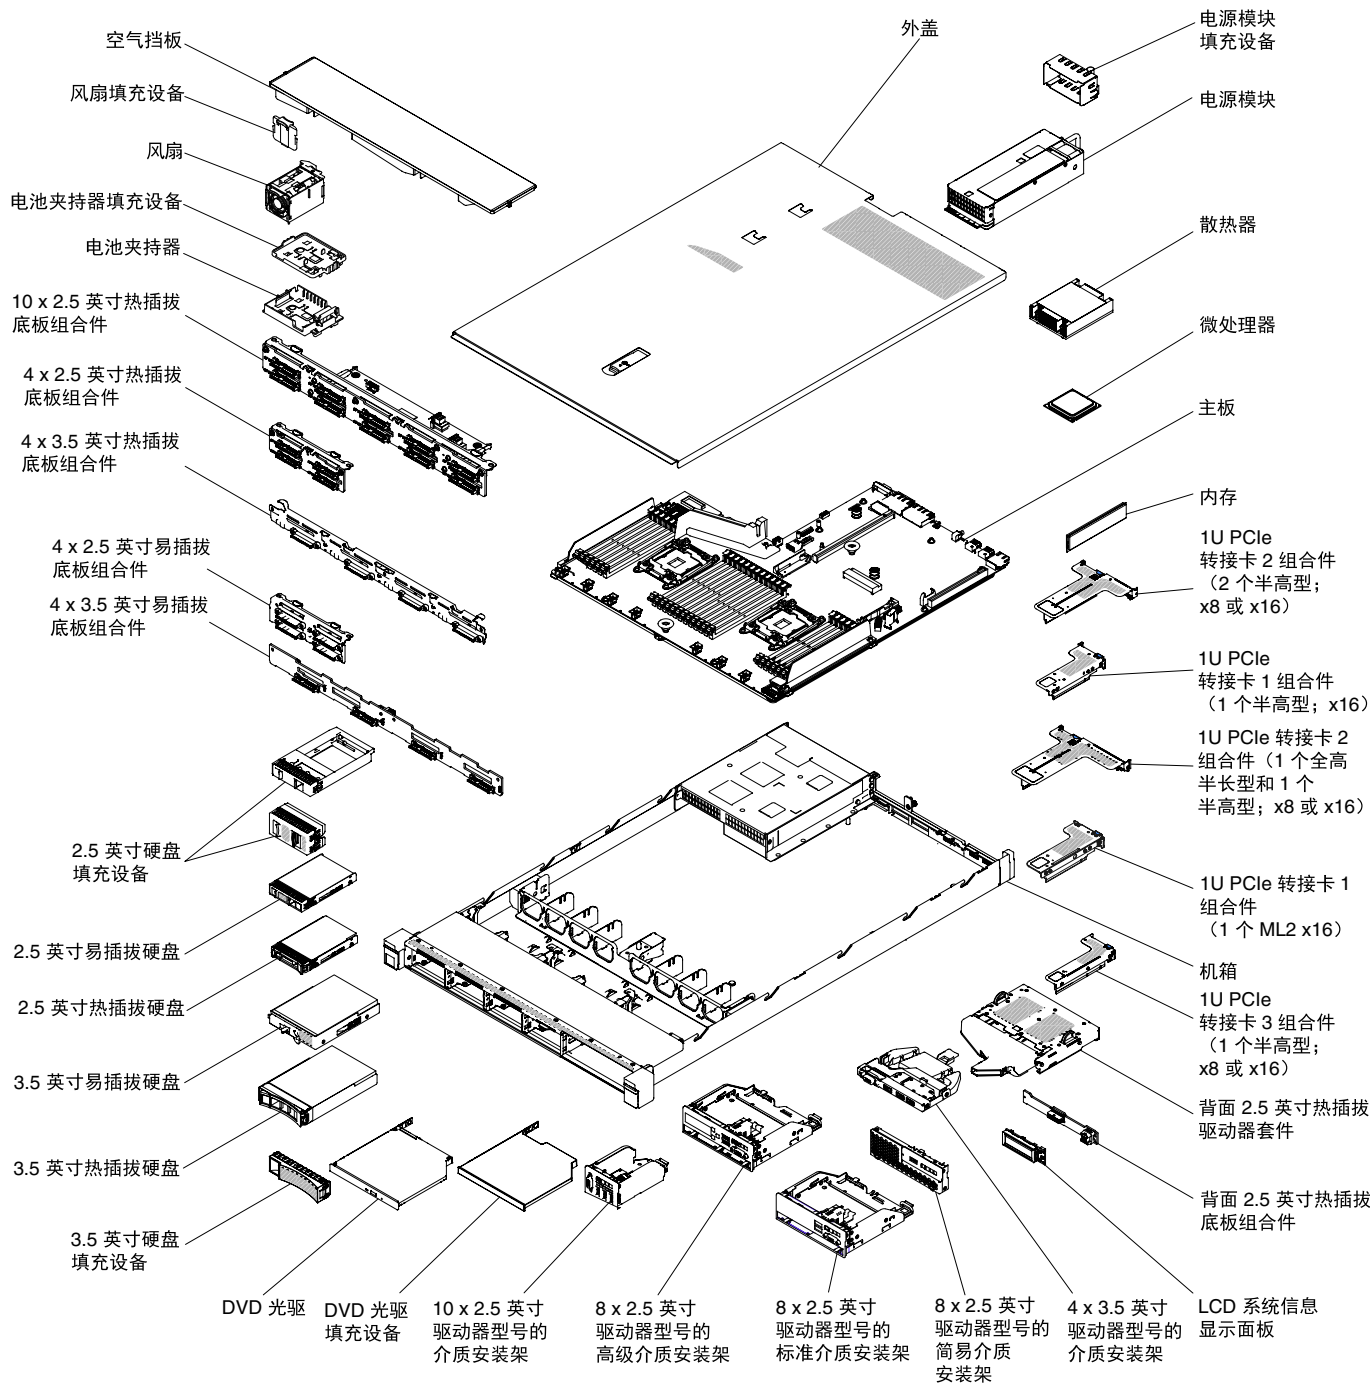 空气挡板
风扇填充设备
风扇
电池夹持器填充设备
电池夹持器
10 x 2.5 英寸热插拔
底板组合件
4 x 2.5 英寸热插拔
底板组合件
4 x 3.5 英寸热插拔
底板组合件
4 x 2.5 英寸易插拔
底板组合件
4 x 3.5 英寸易插拔
底板组合件
2.5 英寸硬盘
填充设备
2.5 英寸易插拔硬盘
2.5 英寸热插拔硬盘
3.5 英寸易插拔硬盘
3.5 英寸热插拔硬盘
3.5 英寸硬盘
填充设备
DVD 光驱
DVD 光驱
填充设备
10 x 2.5 英寸
驱动器型号的
介质安装架
8 x 2.5 英寸
驱动器型号的
高级介质安装架
8 x 2.5 英寸
驱动器型号的
标准介质安装架
8 x 2.5 英寸
驱动器型号的
简易介质
安装架
4 x 3.5 英寸
驱动器型号的
介质安装架
外盖
电源模块
填充设备
电源模块
散热器
微处理器
主板
内存
1U PCIe
转接卡 2 组合件
（2 个半高型；
x8 或 x16）
1U PCIe
转接卡 1 组合件
（1 个半高型；x16）
1U PCIe 转接卡 2
组合件（1 个全高
半长型和 1 个
半高型；x8 或 x16）
1U PCIe 转接卡 1
组合件
（1 个 ML2 x16）
机箱
1U PCIe
转接卡 3 组合件
（1 个半高型；
x8 或 x16）
背面 2.5 英寸热插拔
驱动器套件
背面 2.5 英寸热插拔
底板组合件
LCD 系统信息
显示面板